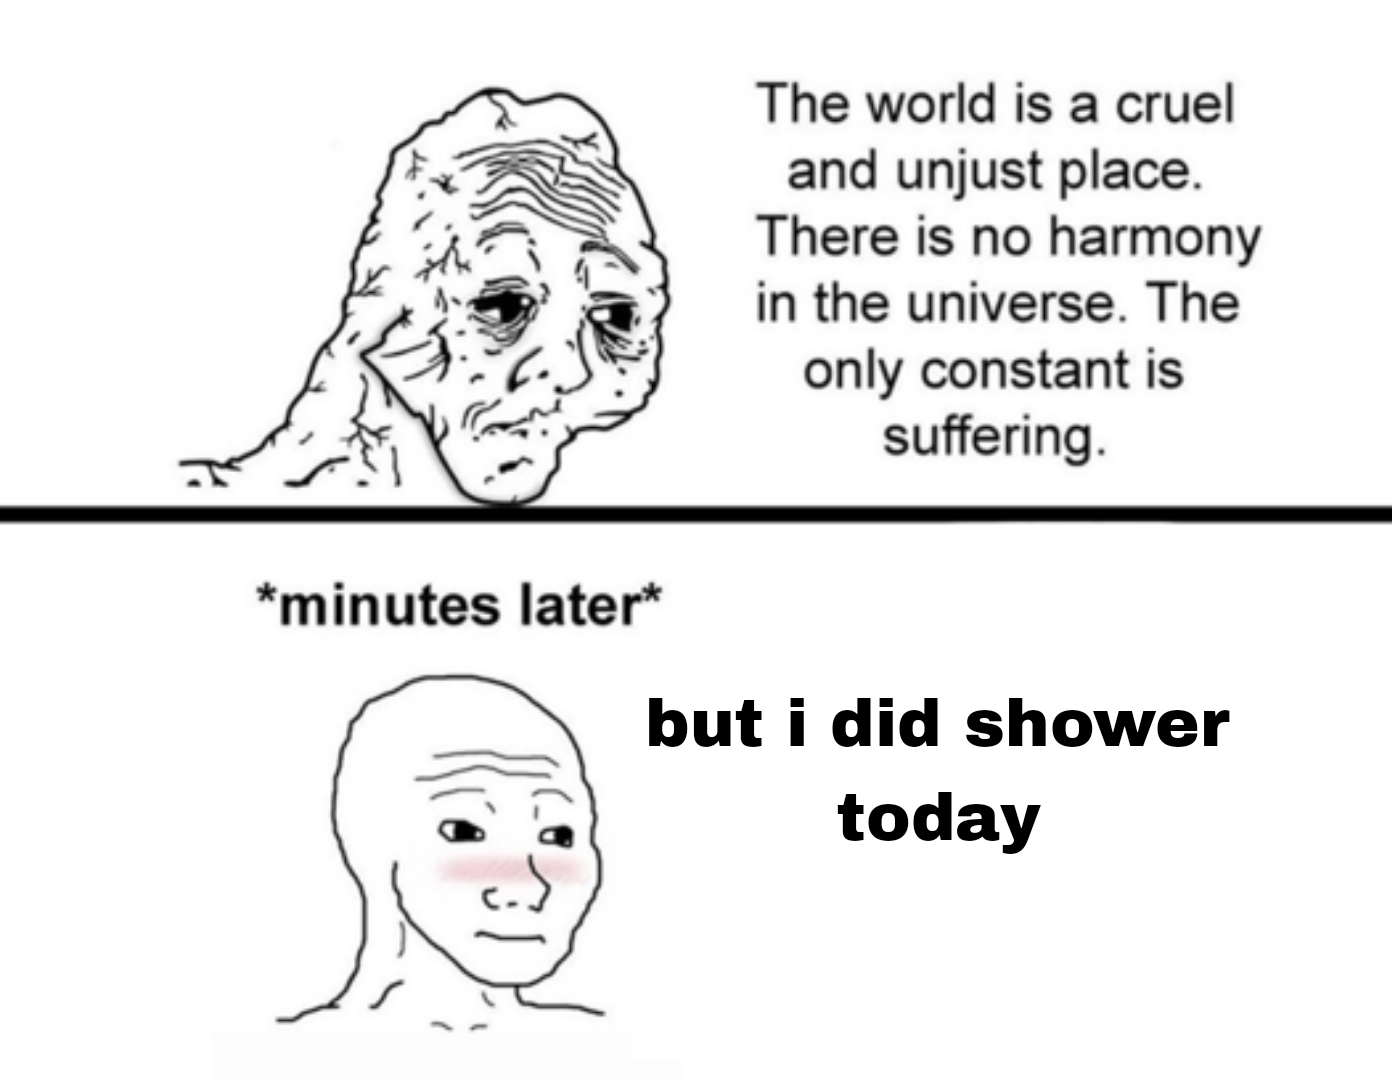 The world is a cruel
and unjust place.
There is no harmony
in the universe. The
only constant is
suffering.
*minutes later*
but i did shower
today